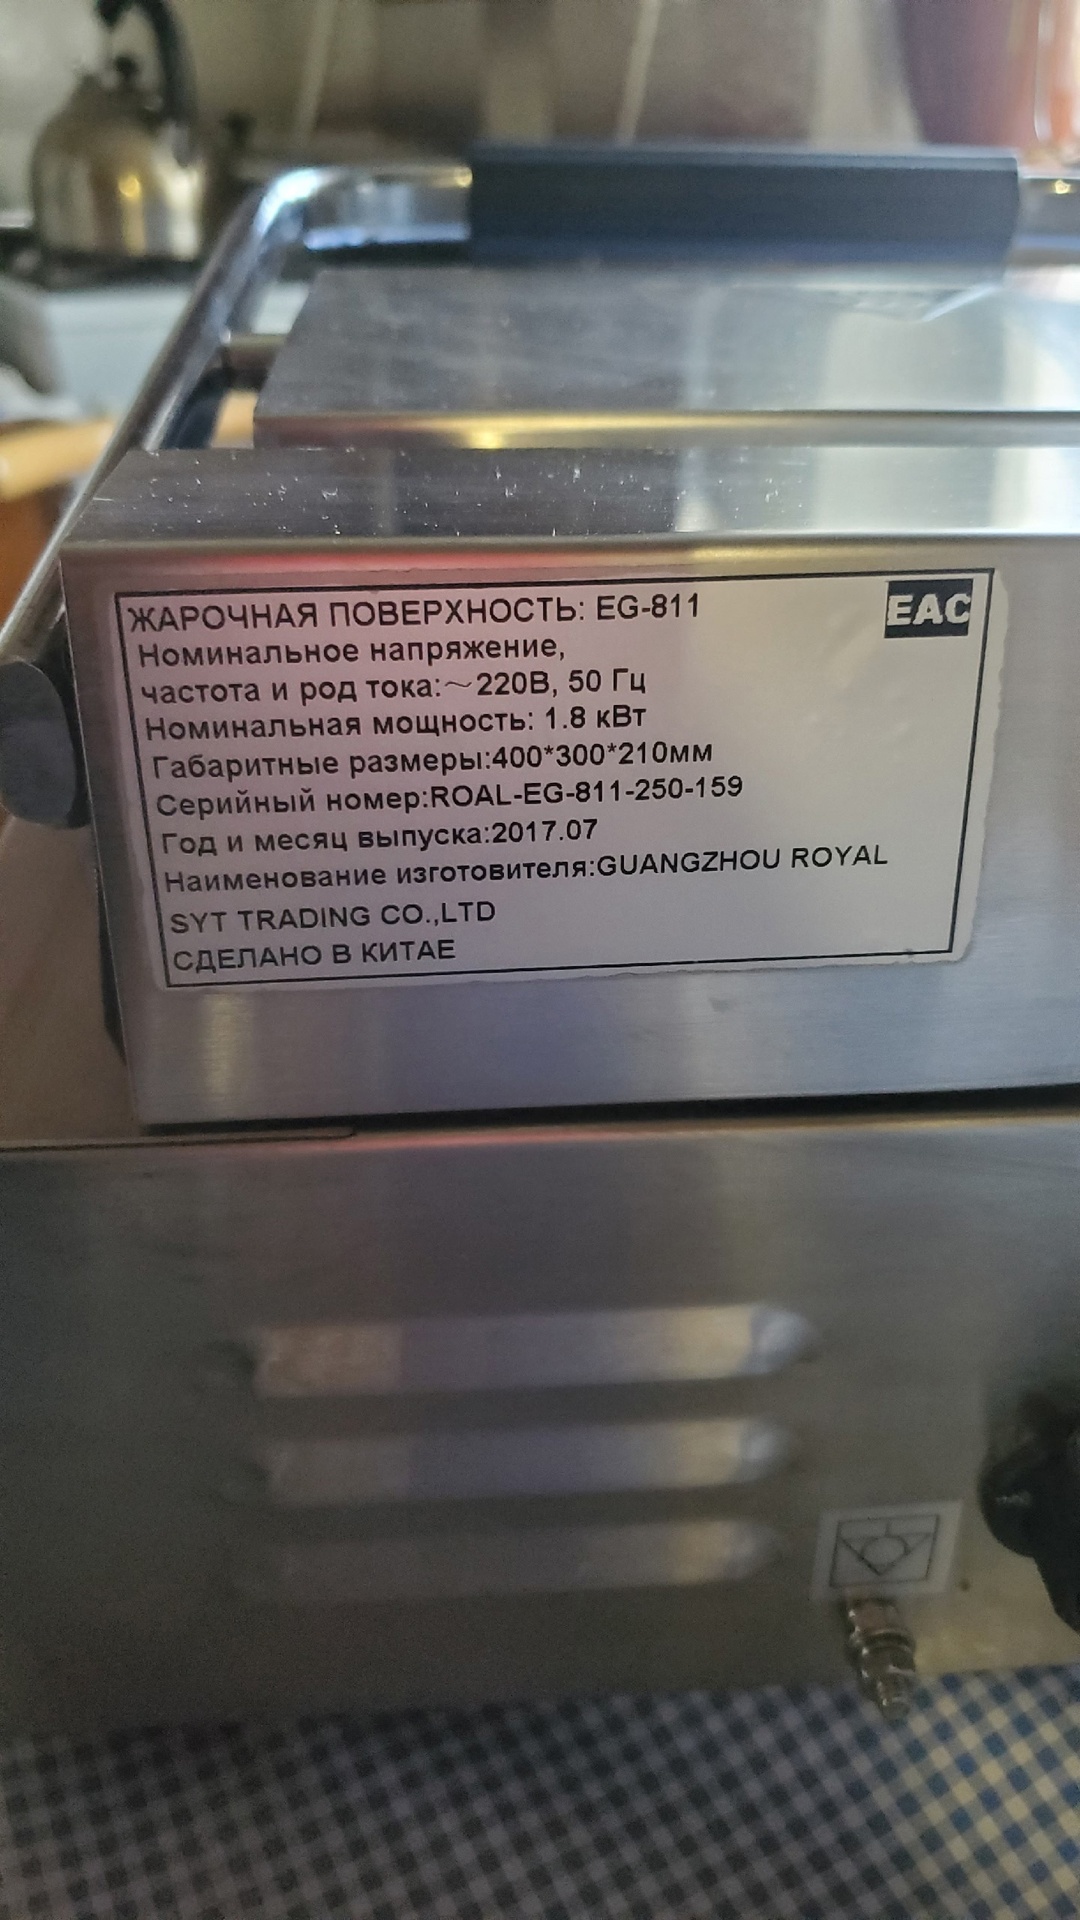 ЖАРОЧНАЯ ПОВЕРХНОСТЬ: EG-811
EAC
Номинальное напряжение,
частота и род тока:~220В, 50 Гц
Номинальная мощность: 1.8 кВт
Габаритные размеры:400*300*210мм
Серийный номер:ROAL-EG-811-250-159
Год и месяц выпуска:2017.07
Наименование изготовителя:GUANGZHOU ROYAL
SYT TRADING CO.,LTD
СДЕЛАНО В КИТАЕ